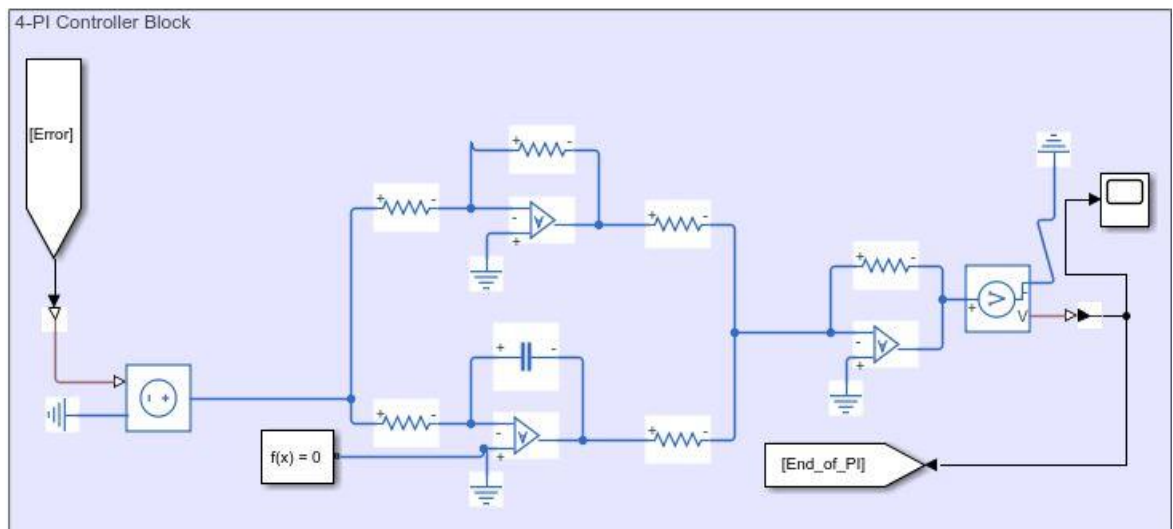 4-PI Controller Block
[Error]
f(x) = 0
V
[End_of_PI]